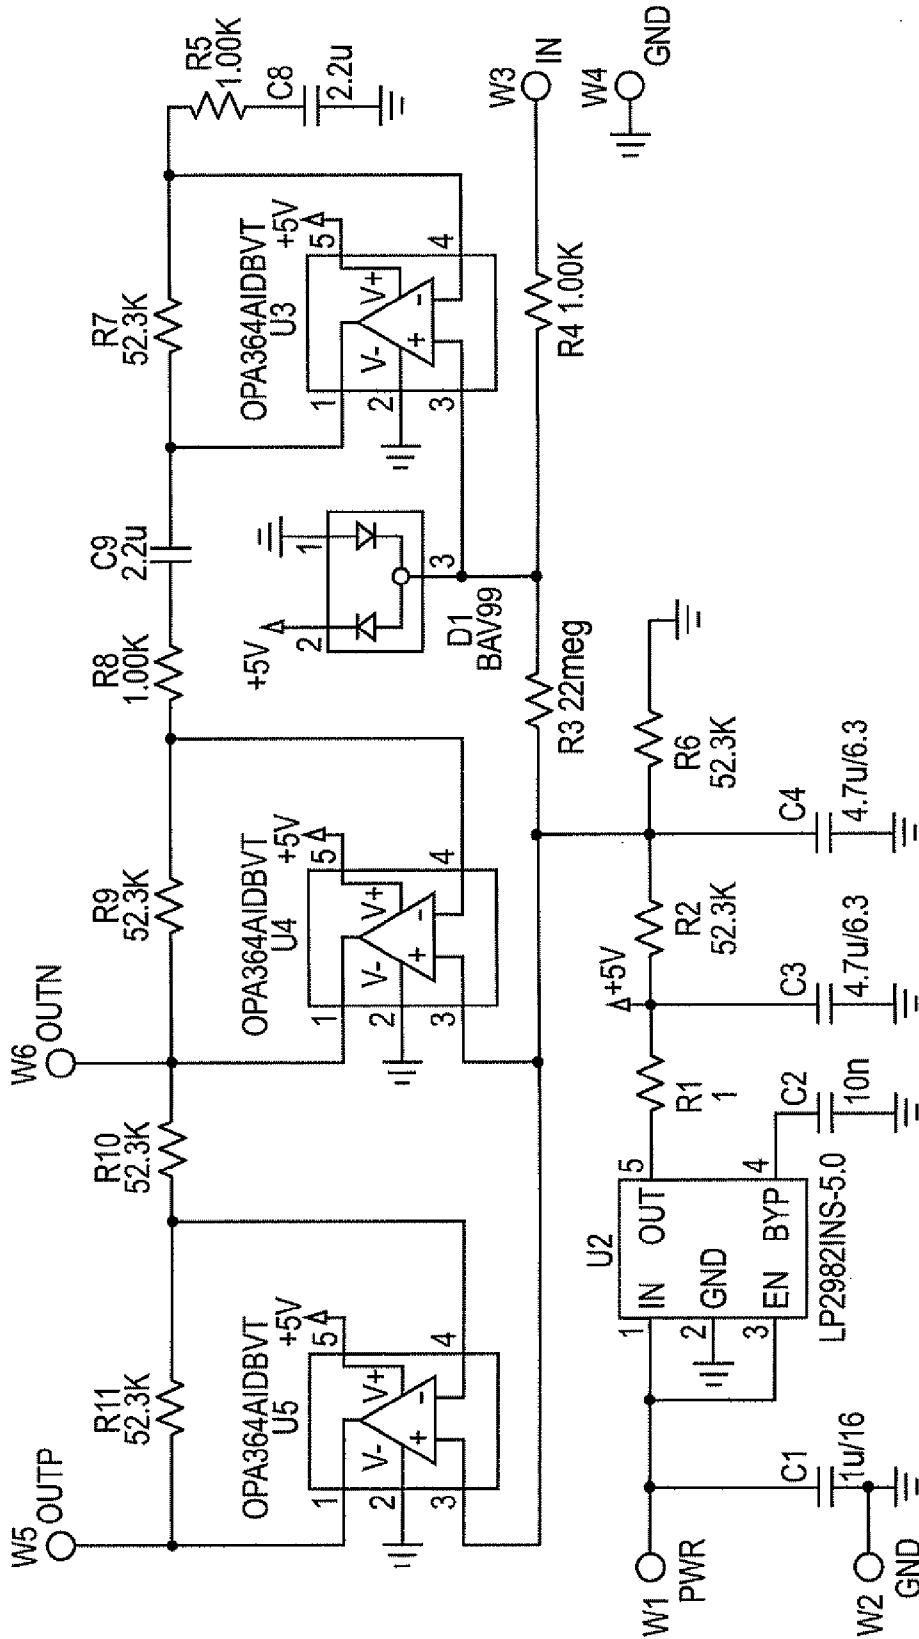 W5 OUTP
W6 OUTN
R11
52.3K
R10
52.3K
R9
52.3K
R8
1.00K
C9
2.2u
R7
52.3K
R5
1.00K
C8
2.2u
OPA364AIDBVT
U5
+5V
1
5
V-
V+
2
+
-
3
4
OPA364AIDBVT
U4
+5V
1
5
V-
V+
2
+
-
3
4
+5V
2
1
3
D1
BAV99
OPA364AIDBVT
U3
+5V
1
5
V-
V+
2
+
-
3
4
R3 22meg
R4 1.00K
W3
IN
W4
GND
W1
PWR
W2
GND
C1
1u/16
U2
1
IN
OUT
5
2
GND
3
EN
BYP
4
LP2982INS-5.0
R1
1
C2
10n
+5V
C3
4.7u/6.3
R2
52.3K
C4
4.7u/6.3
R6
52.3K